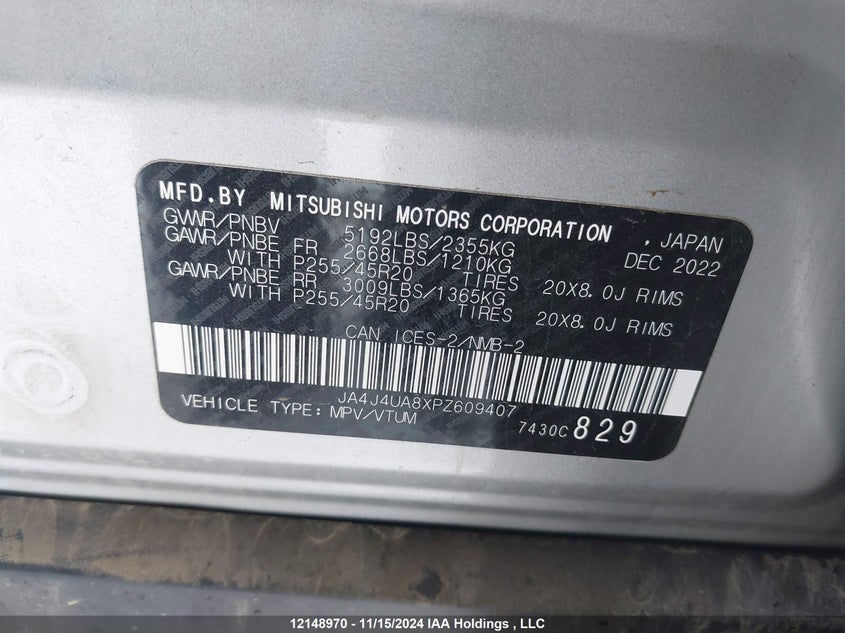 MFD.BY MITSUBISHI MOTORS CORPORATION , JAPAN
GVWR/PNBV 5192LBS/2355KG DEC 2022
GAWR/PNBE FR 2668LBS/1210KG
WITH P255/45R20 TIRES 20X8.0J RIMS
GAWR/PNBE RR 3009LBS/1365KG
WITH P255/45R20 TIRES 20X8.0J RIMS
CAN ICES-2/NMB-2
JA4J4UA8XPZ609407
VEHICLE TYPE: MPV/VTUM 7430C 829
12148970 - 11/15/2024 IAA Holdings , LLC